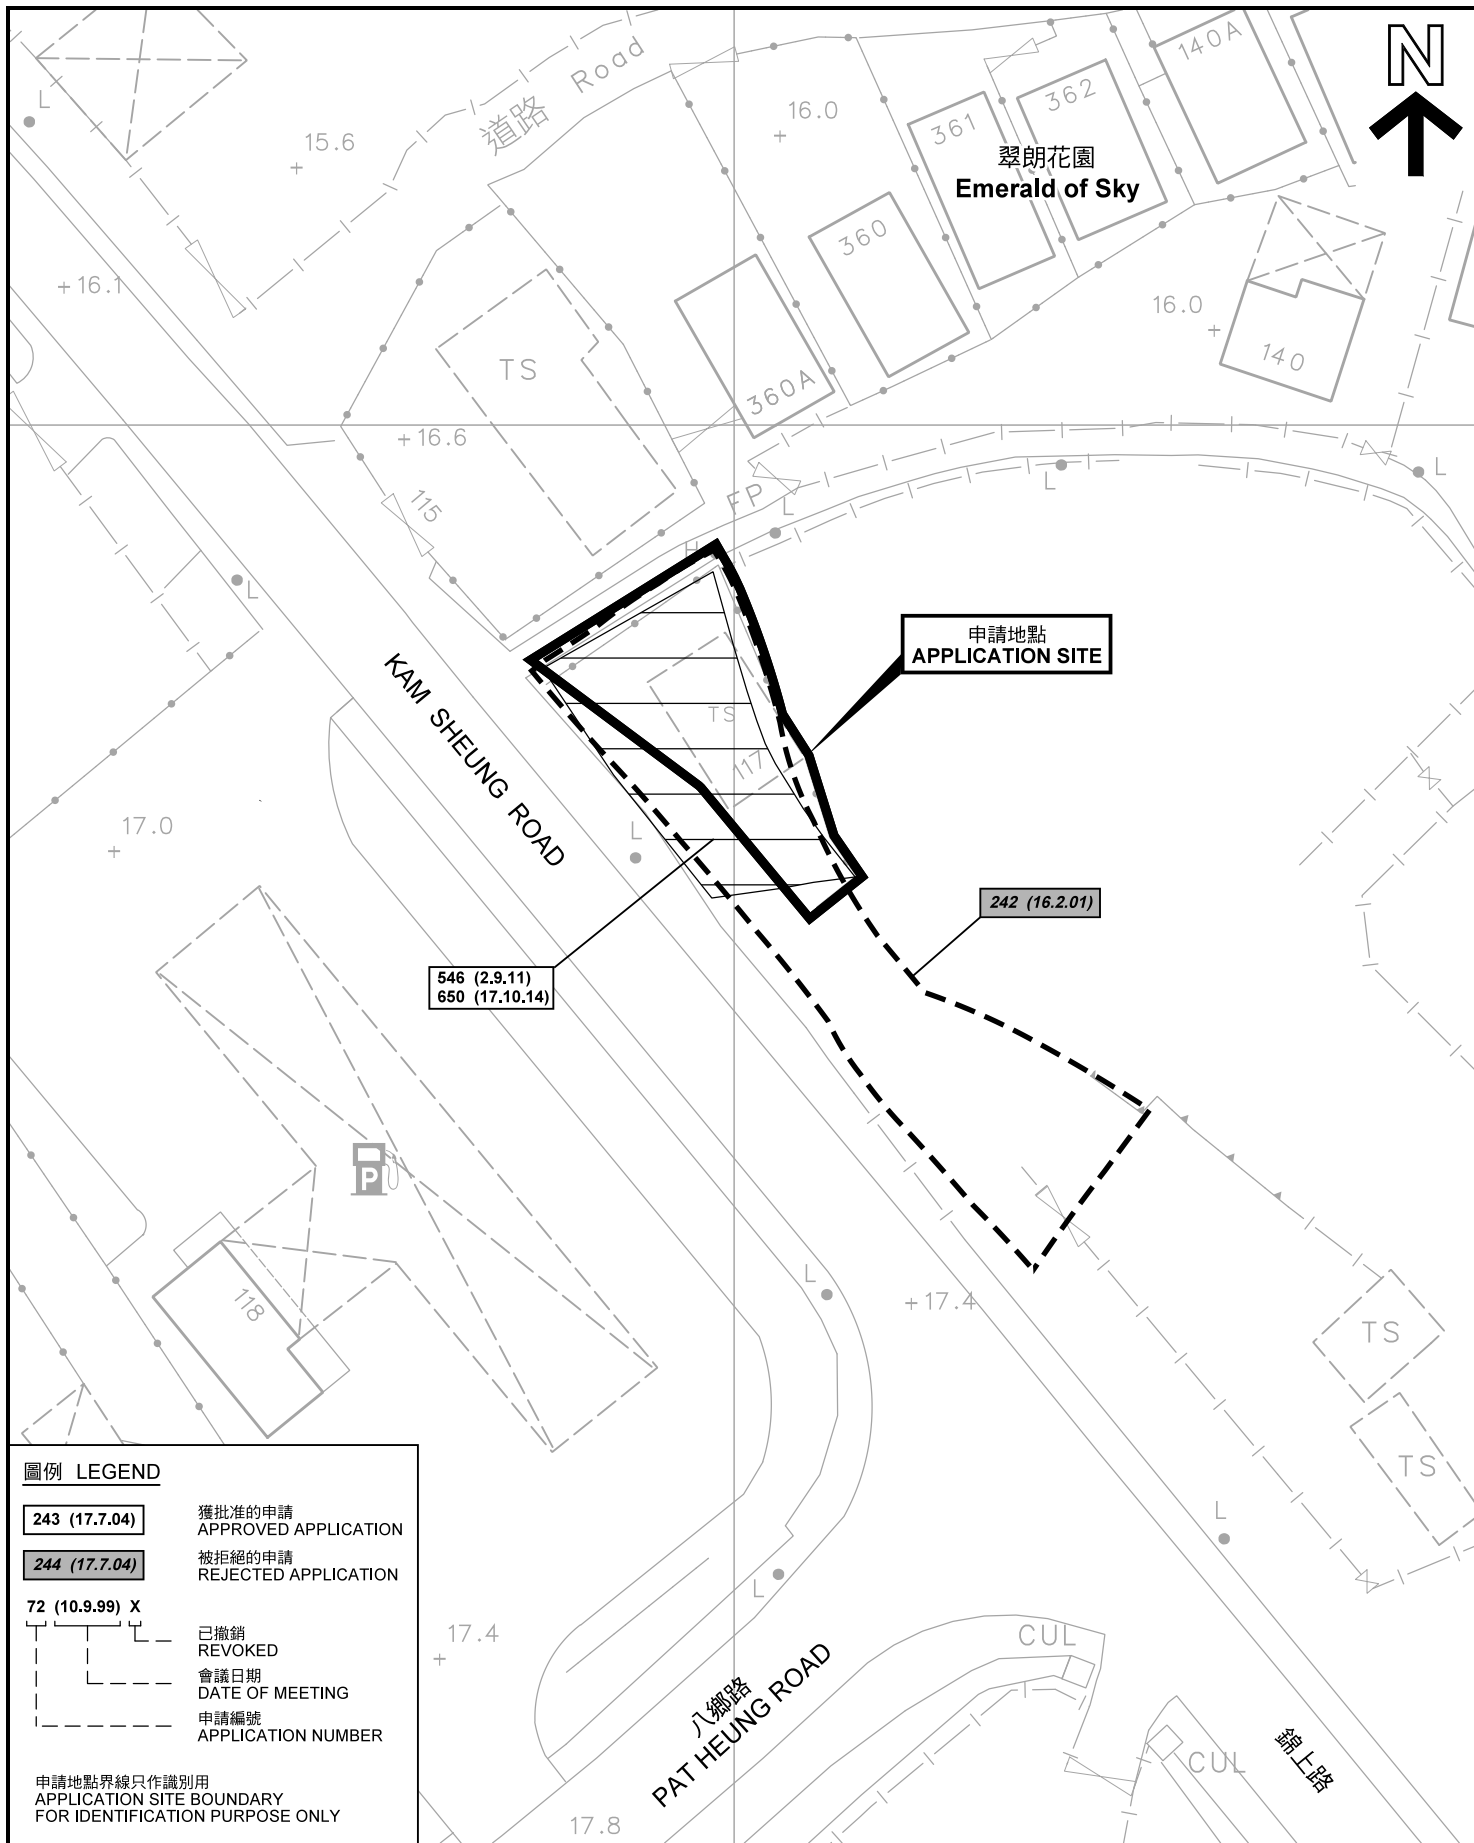 N
道路 Road
15.6
L
16.0
361
362
140A
翠朗花園
Emerald of Sky
360
16.1
TS
360A
16.0
140
16.6
115
FP
L
L
L
L
H
申請地點
APPLICATION SITE
TS
117
KAM SHEUNG ROAD
17.0
L
242 (16.2.01)
546 (2.9.11)
650 (17.10.14)
P
118
L
17.4
TS
TS
L
L
17.4
CUL
八鄉路
PAT HEUNG ROAD
CUL
錦上路
17.8
圖例 LEGEND
243 (17.7.04)
獲批准的申請
APPROVED APPLICATION
244 (17.7.04)
被拒絕的申請
REJECTED APPLICATION
72 (10.9.99) X
已撤銷
REVOKED
會議日期
DATE OF MEETING
申請編號
APPLICATION NUMBER
申請地點界線只作識別用
APPLICATION SITE BOUNDARY
FOR IDENTIFICATION PURPOSE ONLY